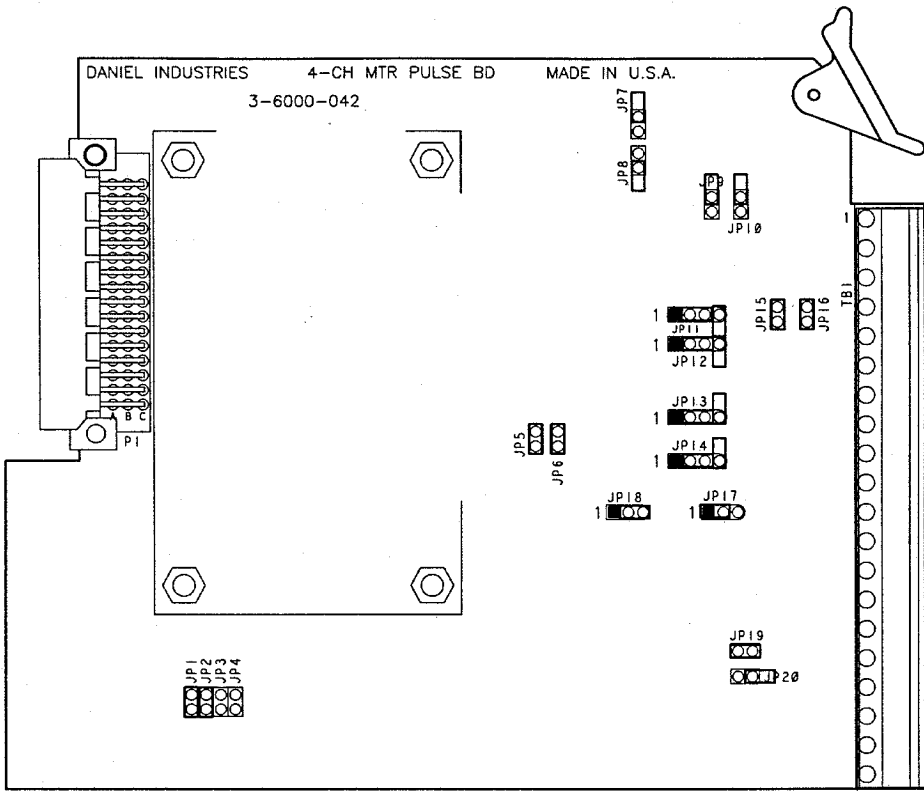 DANIEL INDUSTRIES 4-CH MTR PULSE BD MADE IN U.S.A.
3-6000-042
JP7
JP8
JP9
JP10
1
TB1
JP15
JP16
1
JP11
1
JP12
JP13
1
JP14
1
A B C
P1
JP5
JP6
JP18
1
JP17
1
JP19
JP20
JP1
JP2
JP3
JP4